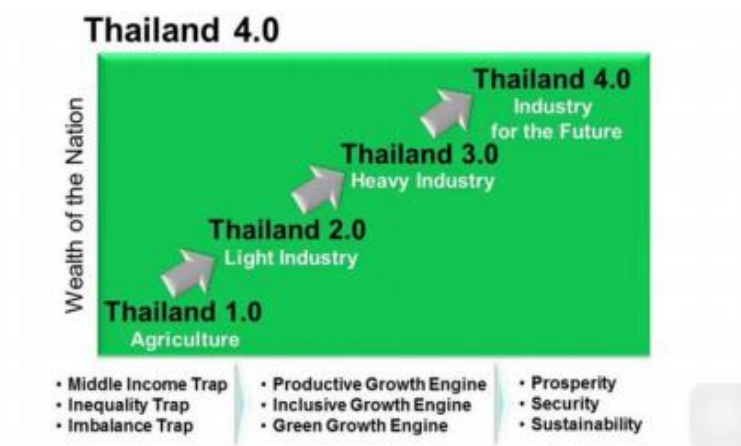 Thailand 4.0
Wealth of the Nation
Thailand 4.0
Industry
for the Future
Thailand 3.0
Heavy Industry
Thailand 2.0
Light Industry
Thailand 1.0
Agriculture
• Middle Income Trap
• Inequality Trap
• Imbalance Trap
• Productive Growth Engine
• Inclusive Growth Engine
• Green Growth Engine
• Prosperity
• Security
• Sustainability